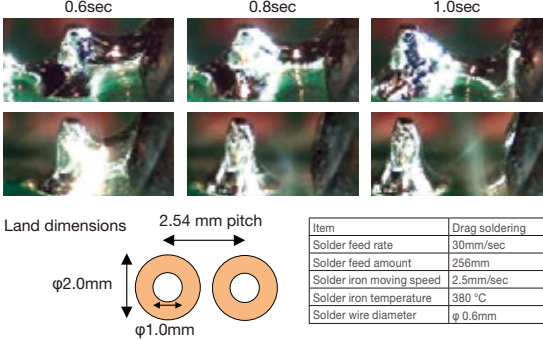 0.6sec 0.8sec 1.0sec
Land dimensions
2.54 mm pitch
φ2.0mm
φ1.0mm
Item Drag soldering
Solder feed rate 30mm/sec
Solder feed amount 256mm
Solder iron moving speed 2.5mm/sec
Solder iron temperature 380 °C
Solder wire diameter φ 0.6mm